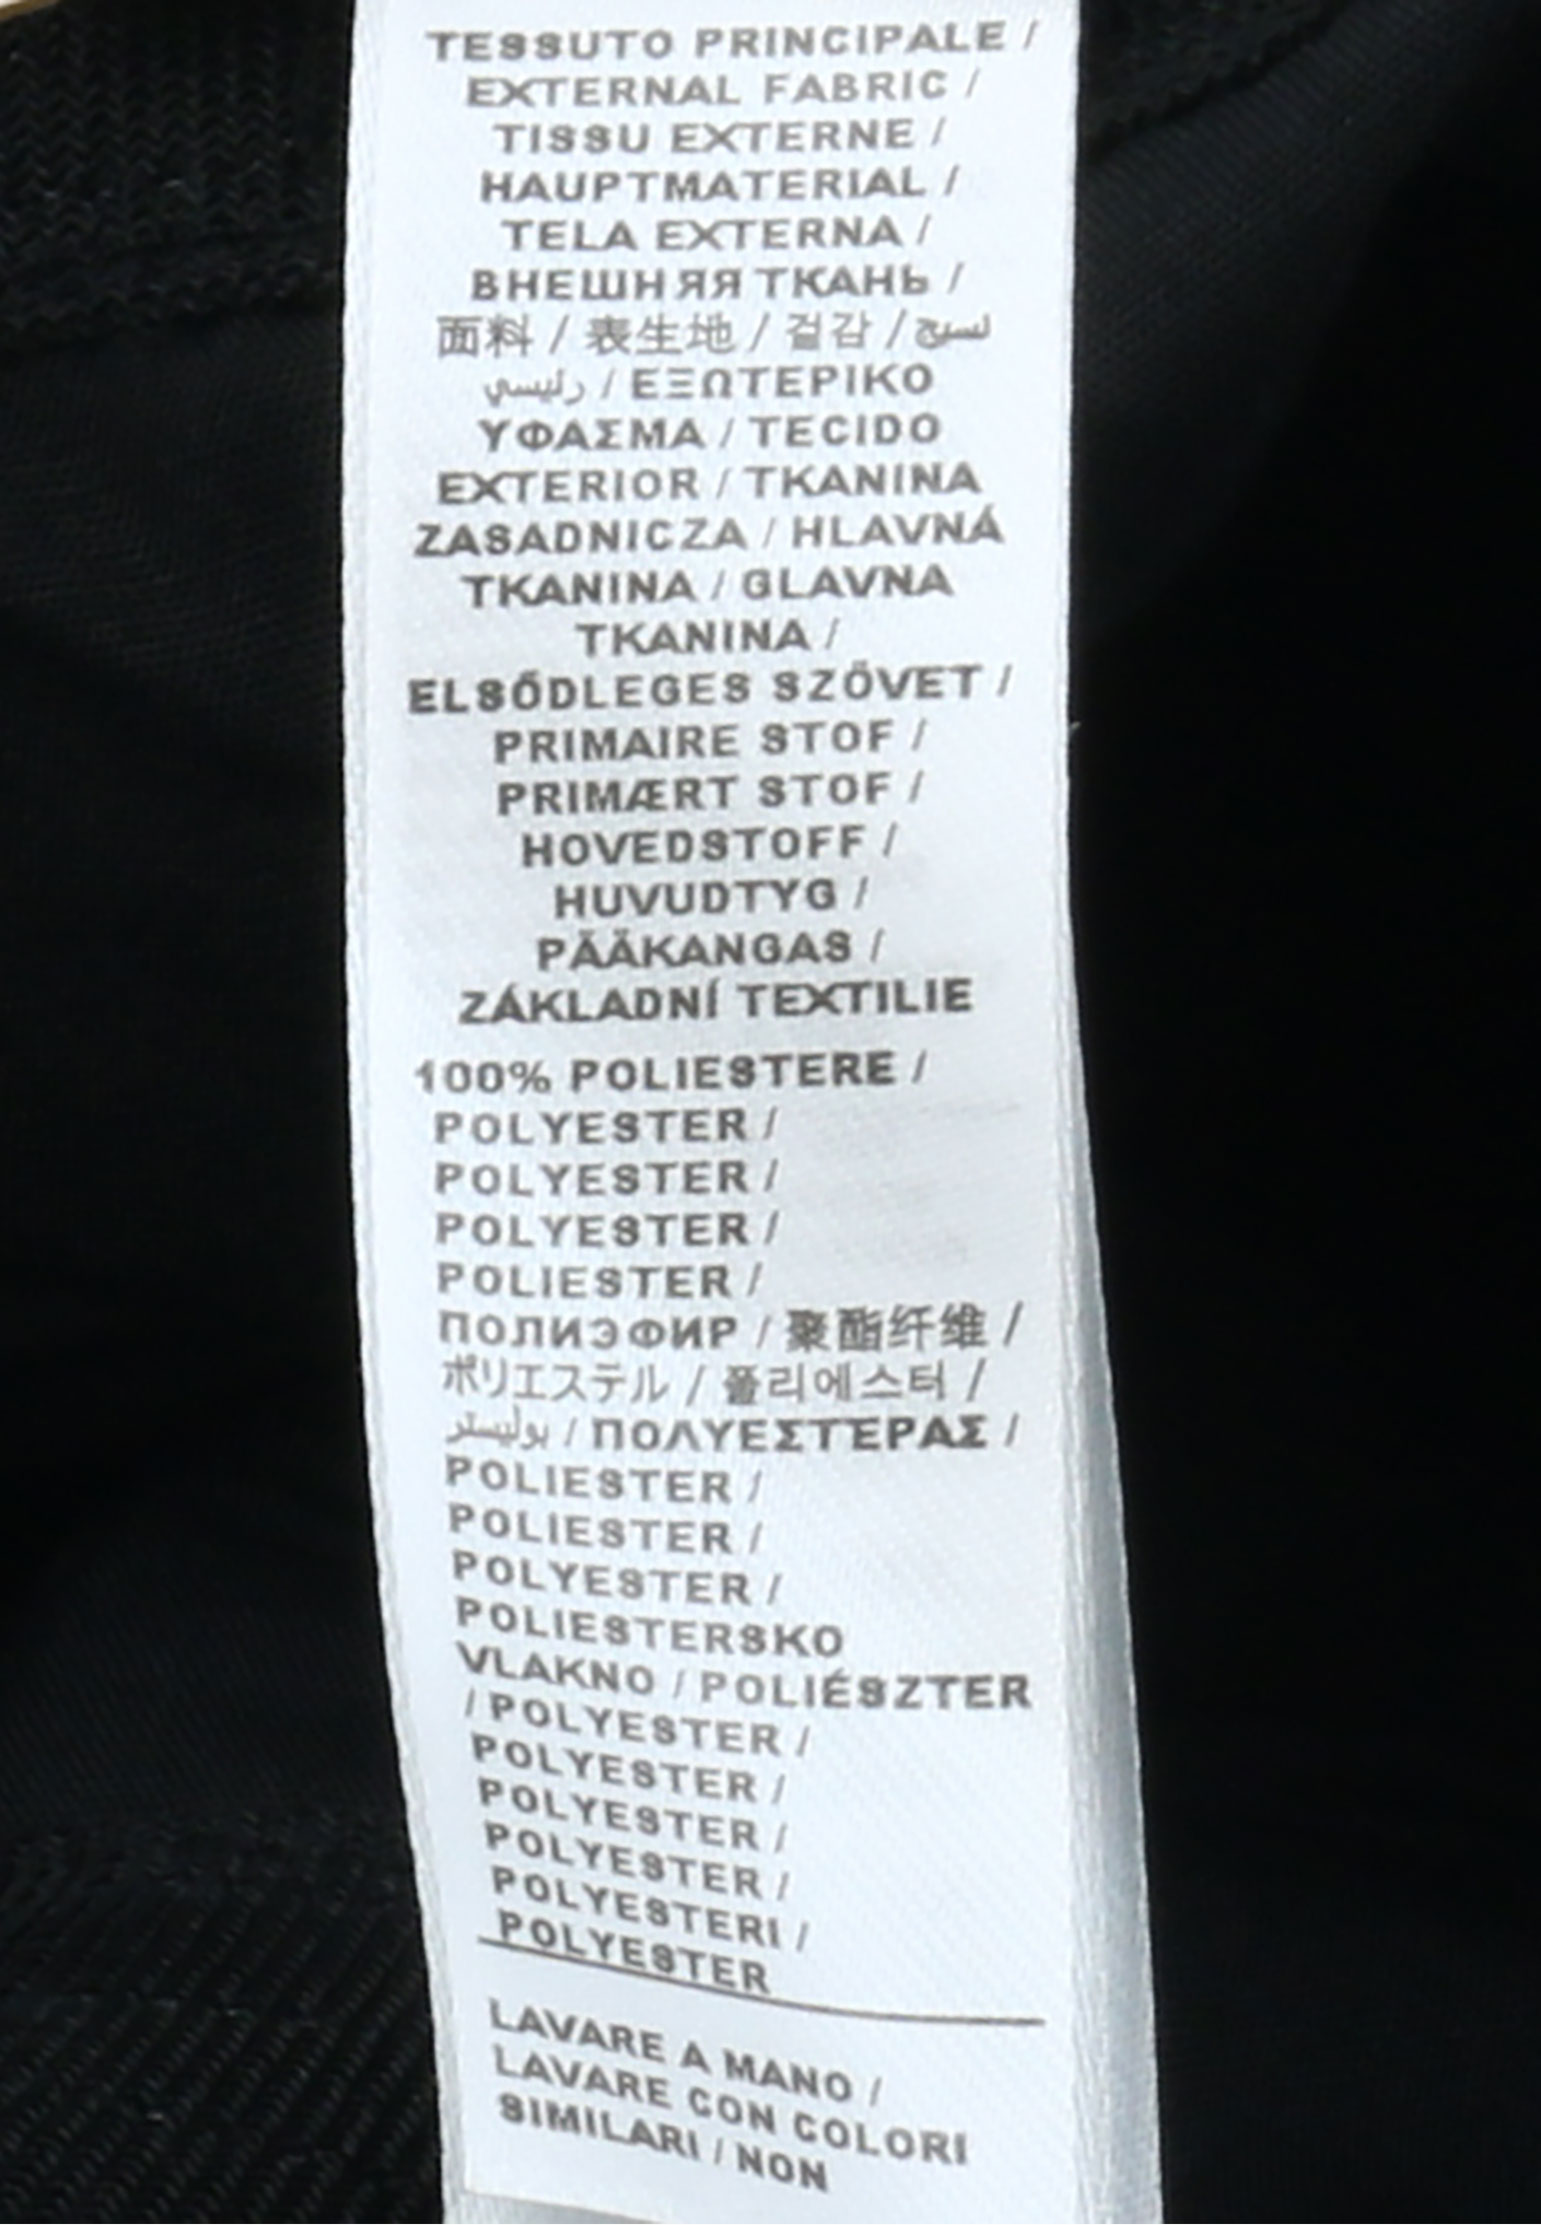 TESSUTO PRINCIPALE /
EXTERNAL FABRIC /
TISSU EXTERNE /
HAUPTMATERIAL /
TELA EXTERNA /
ВНЕШНЯЯ ТКАНЬ /
面料 / 表生地 / 겉감 / نسيج
رئيسي / ΕΞΩΤΕΡΙΚΟ
ΥΦΑΣΜΑ / TECIDO
EXTERIOR / TKANINA
ZASADNICZA / HLAVNÁ
TKANINA / GLAVNA
TKANINA /
ELSŐDLEGES SZÖVET /
PRIMAIRE STOF /
PRIMÆRT STOF /
HOVEDSTOFF /
HUVUDTYG /
PÄÄKANGAS /
ZÁKLADNÍ TEXTILIE
100% POLIESTERE /
POLYESTER /
POLYESTER /
POLYESTER /
POLIESTER /
ПОЛИЭФИР / 聚酯纤维 /
ポリエステル / 폴리에스터 /
بوليستر / ΠΟΛΥΕΣΤΕΡΑΣ /
POLIESTER /
POLIESTER /
POLYESTER /
POLIESTERSKO
VLAKNO / POLIÉSZTER
/ POLYESTER /
POLYESTER /
POLYESTER /
POLYESTER /
POLYESTERI /
POLYESTER
LAVARE A MANO /
LAVARE CON COLORI
SIMILARI / NON